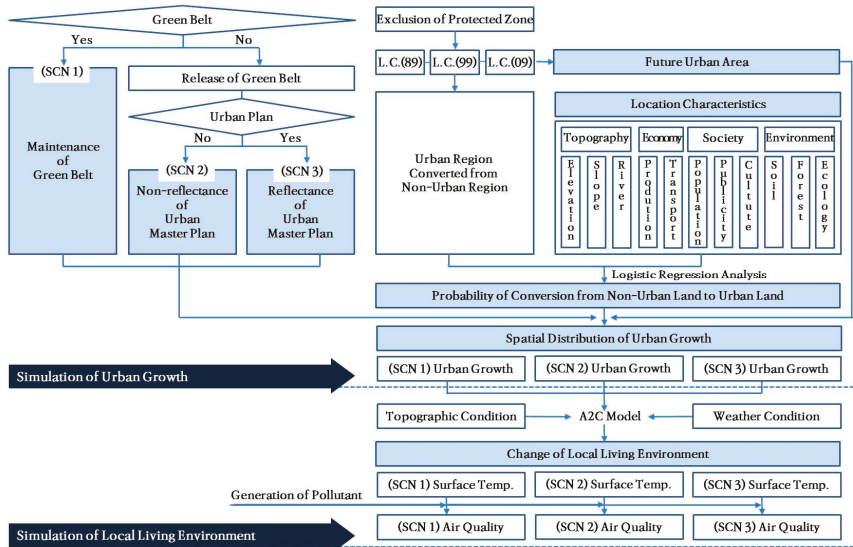 Green Belt
Yes
No
(SCN 1)
Maintenance
of
Green Belt
Release of Green Belt
Urban Plan
No
Yes
(SCN 2)
Non-reflectance
of
Urban
Master Plan
(SCN 3)
Reflectance
of
Urban
Master Plan
Exclusion of Protected Zone
L.C.(89)
L.C.(99)
L.C.(09)
Future Urban Area
Urban Region
Converted from
Non-Urban Region
Location Characteristics
Topography
Economy
Society
Environment
Elevation
Slope
River
Prodution
Transport
Population
Publicity
Cultute
Soil
Forest
Ecology
Logistic Regression Analysis
Probability of Conversion from Non-Urban Land to Urban Land
Spatial Distribution of Urban Growth
Simulation of Urban Growth
(SCN 1) Urban Growth
(SCN 2) Urban Growth
(SCN 3) Urban Growth
Topographic Condition
A2C Model
Weather Condition
Change of Local Living Environment
(SCN 1) Surface Temp.
(SCN 2) Surface Temp.
(SCN 3) Surface Temp.
Generation of Pollutant
Simulation of Local Living Environment
(SCN 1) Air Quality
(SCN 2) Air Quality
(SCN 3) Air Quality